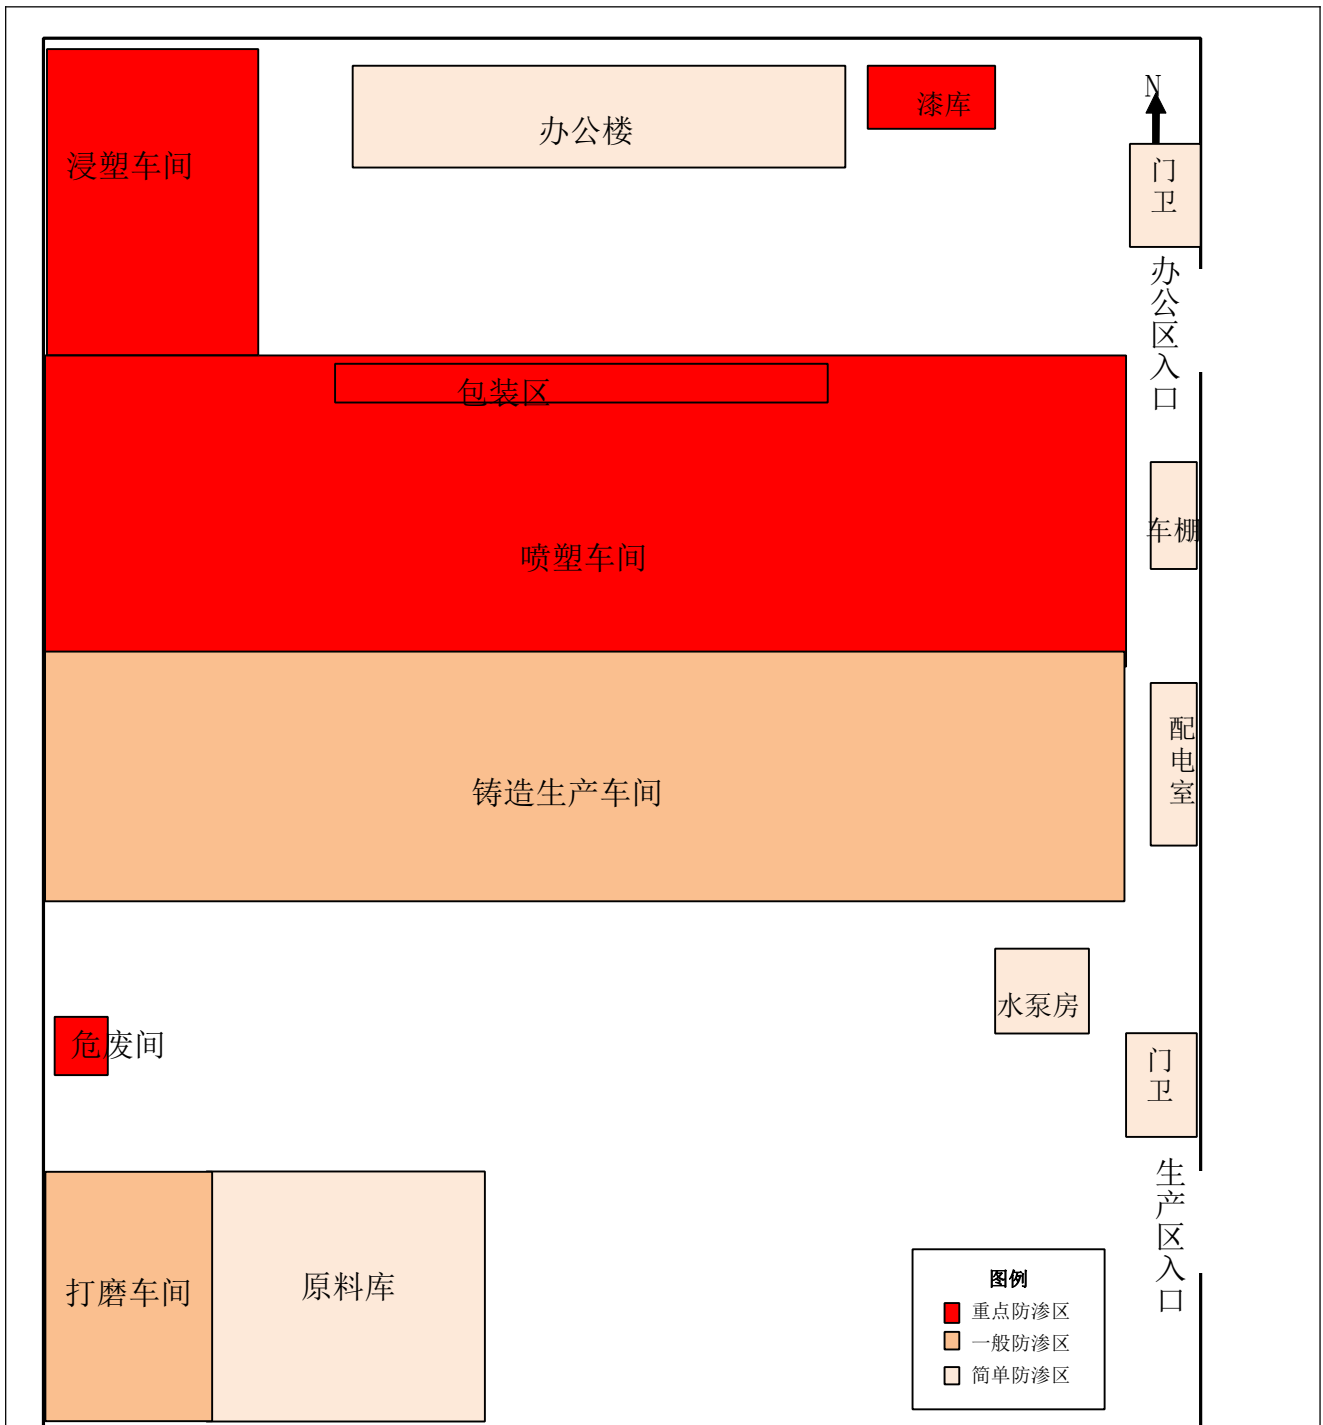 N
漆库
办公楼
浸塑车间
门卫
办公区入口
包装区
车棚
喷塑车间
配电室
铸造生产车间
水泵房
危废间
门卫
生产区入口
打磨车间
原料库
图例
重点防渗区
一般防渗区
简单防渗区